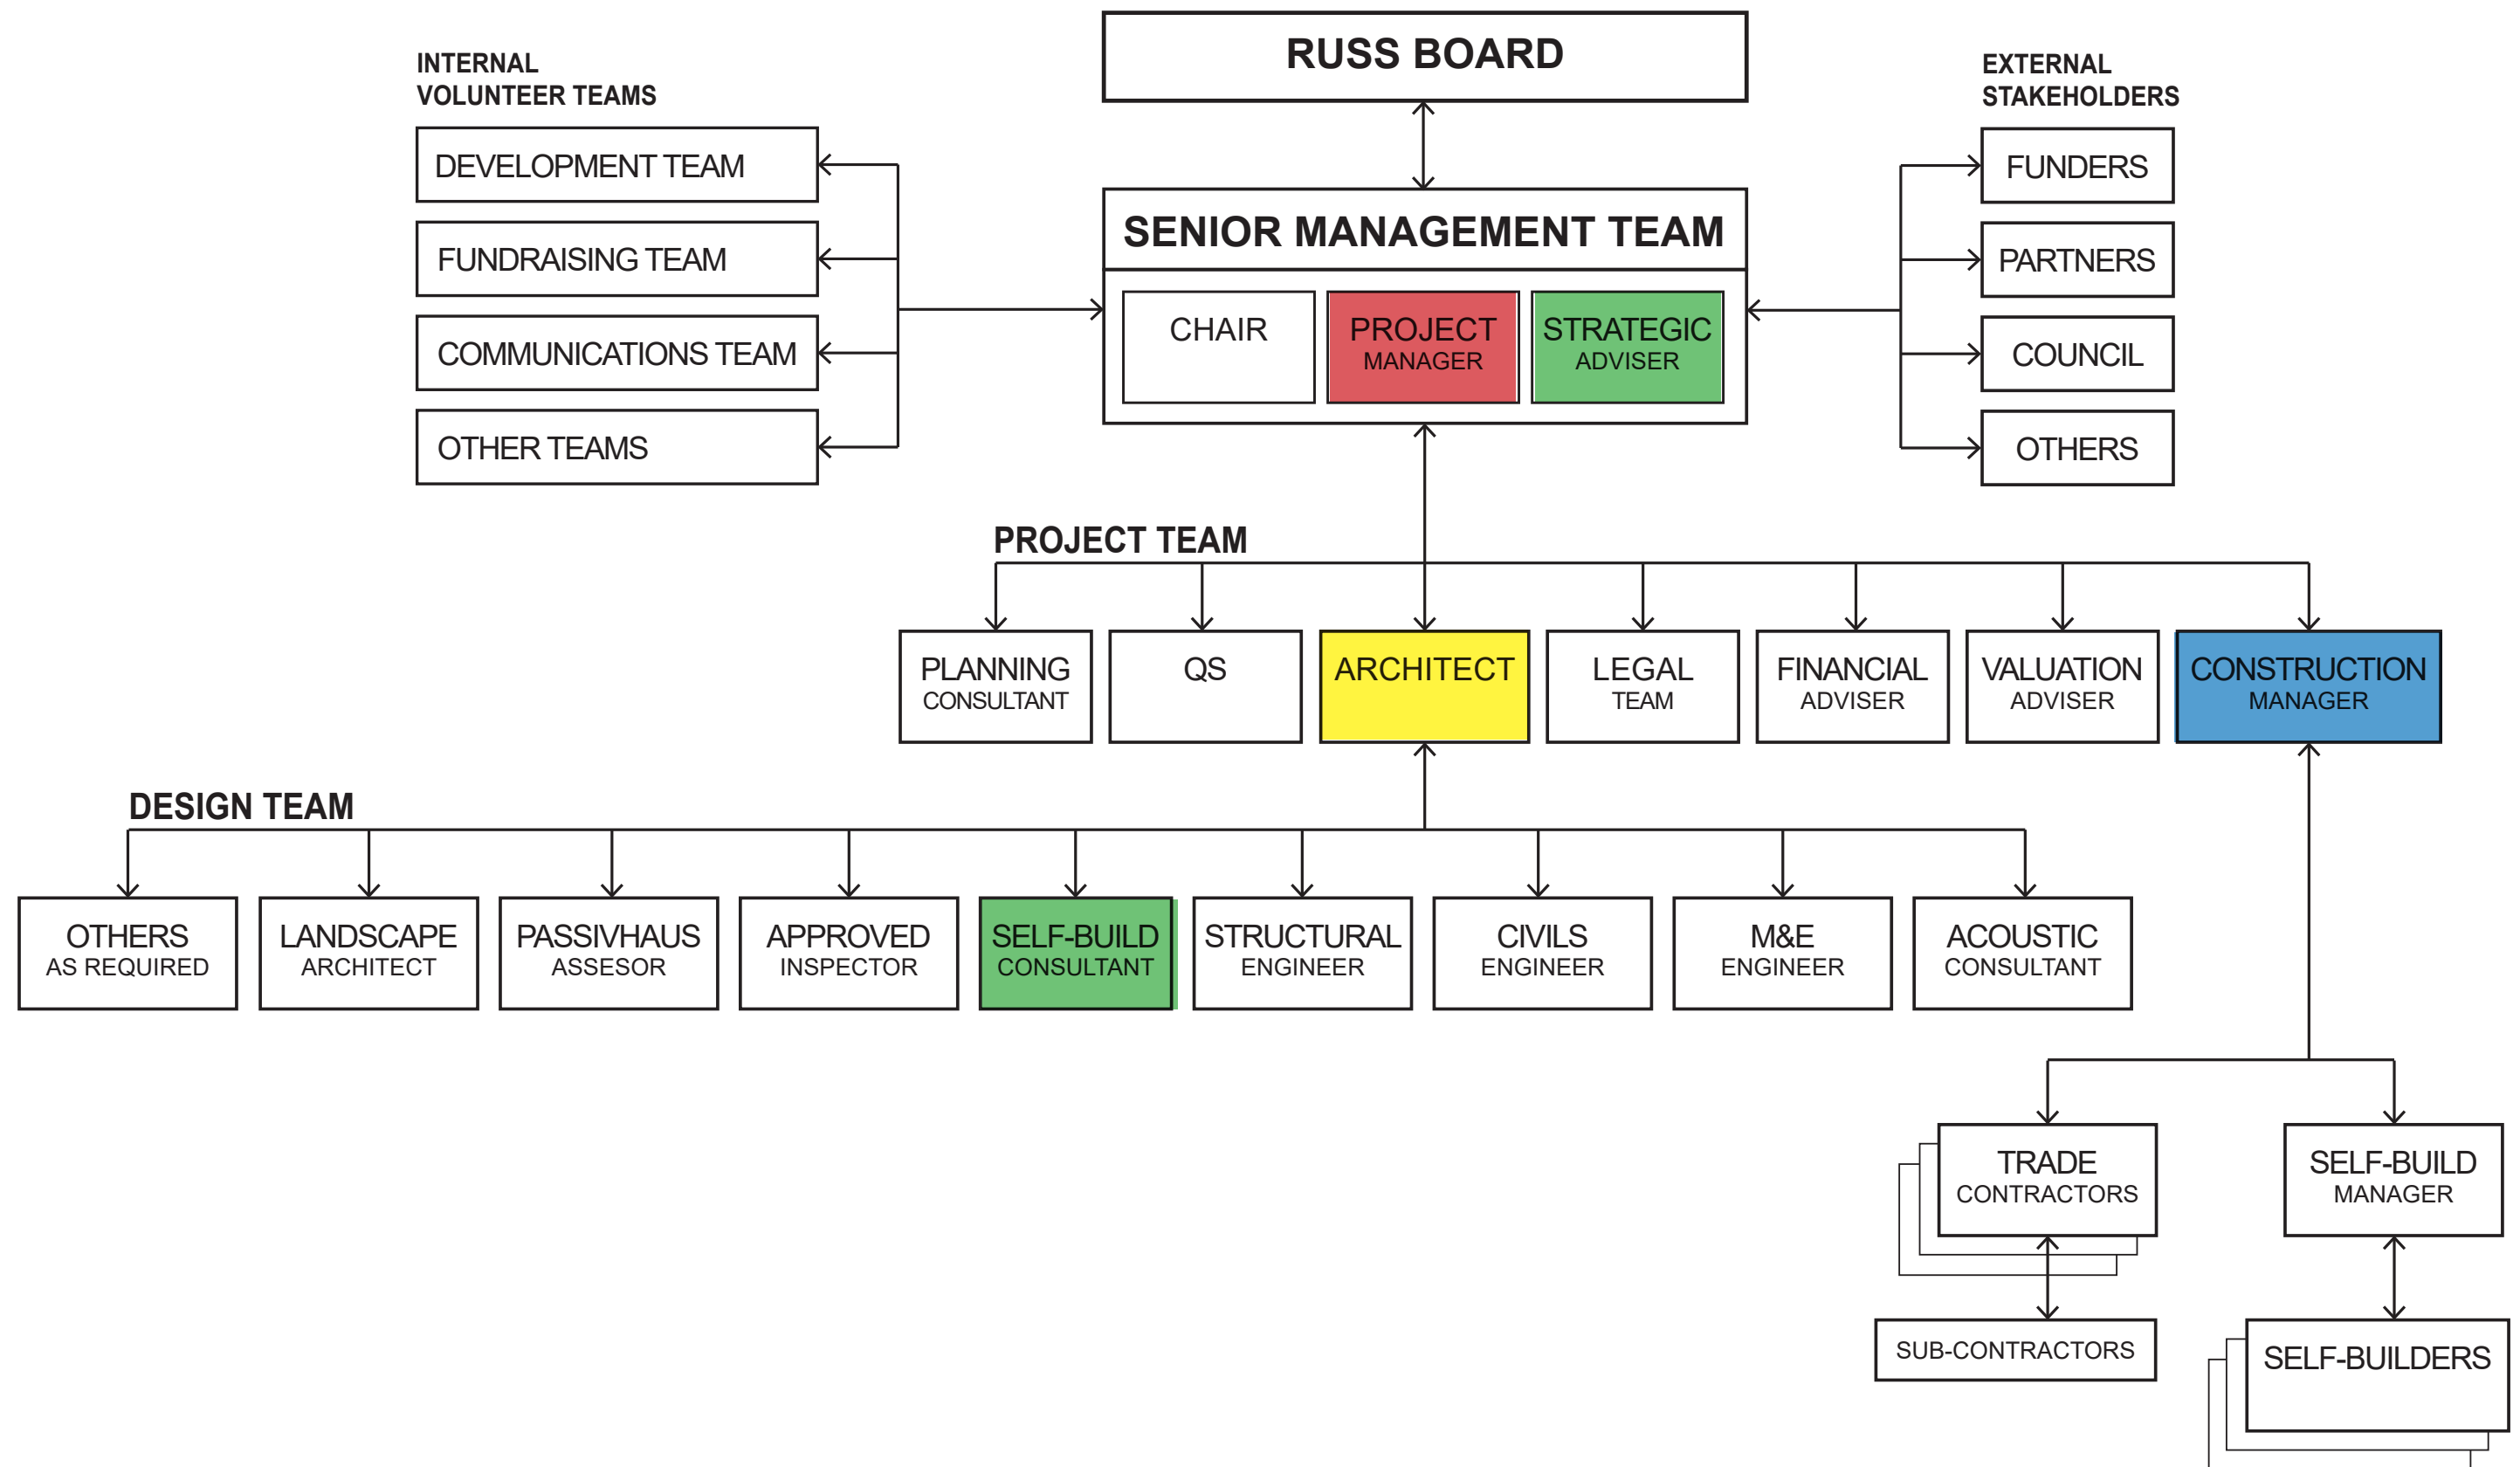 RUSS BOARD
INTERNAL
VOLUNTEER TEAMS
DEVELOPMENT TEAM
FUNDRAISING TEAM
COMMUNICATIONS TEAM
OTHER TEAMS
SENIOR MANAGEMENT TEAM
CHAIR
PROJECT
MANAGER
STRATEGIC
ADVISER
EXTERNAL
STAKEHOLDERS
FUNDERS
PARTNERS
COUNCIL
OTHERS
PROJECT TEAM
PLANNING
CONSULTANT
QS
ARCHITECT
LEGAL
TEAM
FINANCIAL
ADVISER
VALUATION
ADVISER
CONSTRUCTION
MANAGER
DESIGN TEAM
OTHERS
AS REQUIRED
LANDSCAPE
ARCHITECT
PASSIVHAUS
ASSESOR
APPROVED
INSPECTOR
SELF-BUILD
CONSULTANT
STRUCTURAL
ENGINEER
CIVILS
ENGINEER
M&E
ENGINEER
ACOUSTIC
CONSULTANT
TRADE
CONTRACTORS
SELF-BUILD
MANAGER
SUB-CONTRACTORS
SELF-BUILDERS